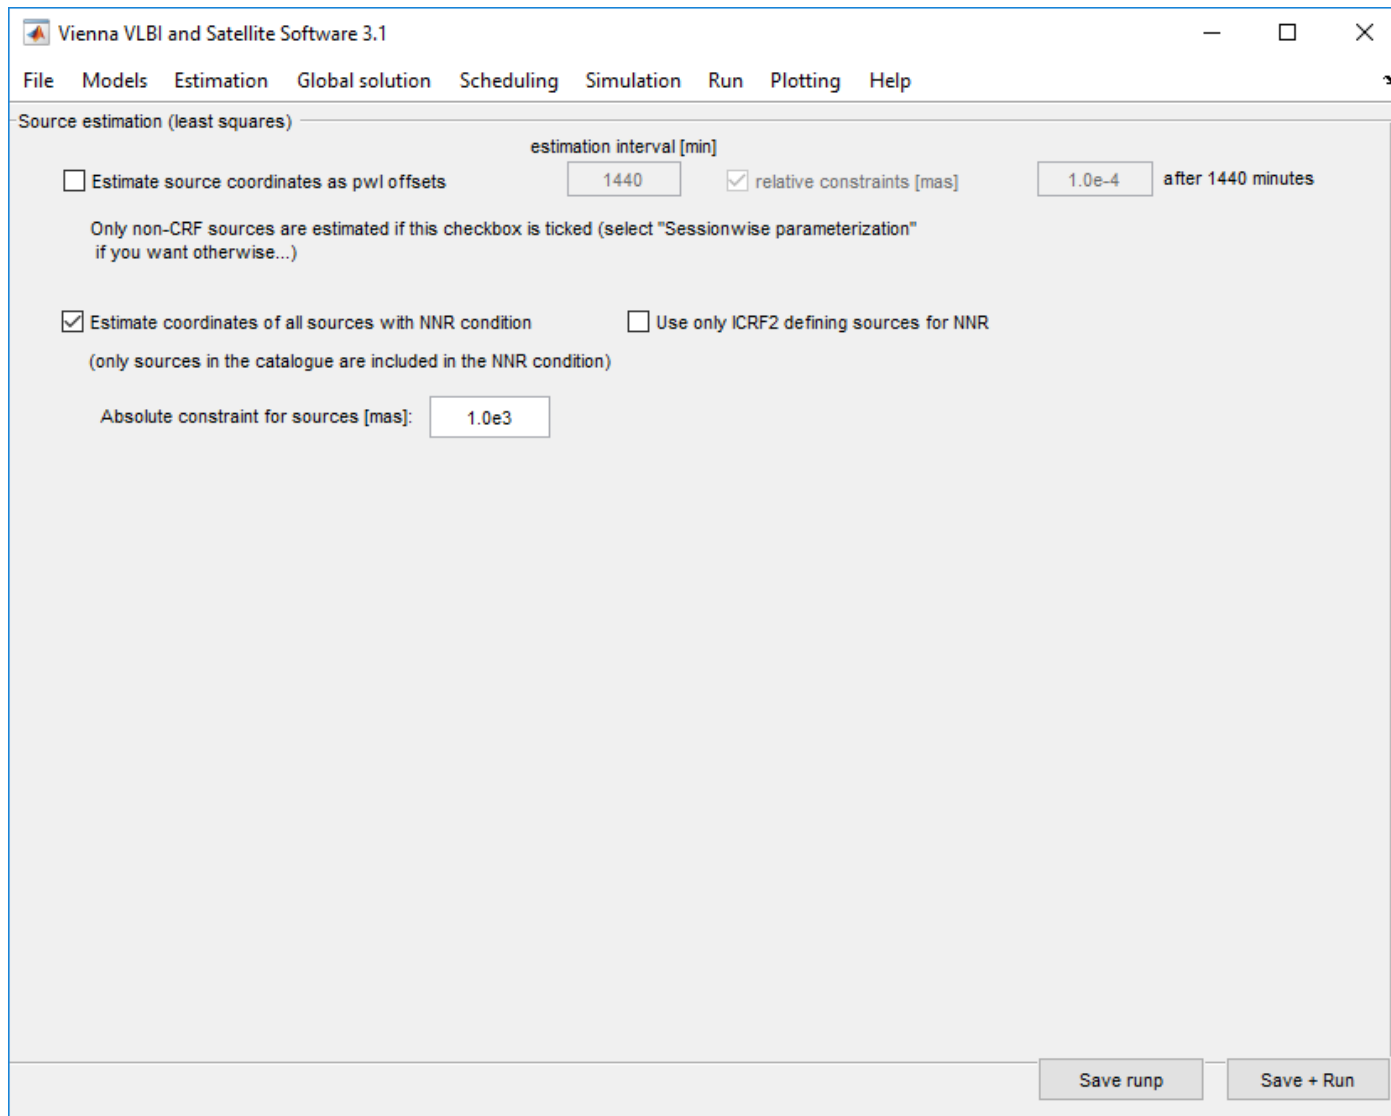 Vienna VLBI and Satellite Software 3.1
File Models Estimation Global solution Scheduling Simulation Run Plotting Help
Source estimation (least squares)
estimation interval [min]
Estimate source coordinates as pwl offsets 1440 relative constraints [mas] 1.0e-4 after 1440 minutes
Only non-CRF sources are estimated if this checkbox is ticked (select "Sessionwise parameterization"
if you want otherwise...)
Estimate coordinates of all sources with NNR condition Use only ICRF2 defining sources for NNR
(only sources in the catalogue are included in the NNR condition)
Absolute constraint for sources [mas]: 1.0e3
Save runp Save + Run